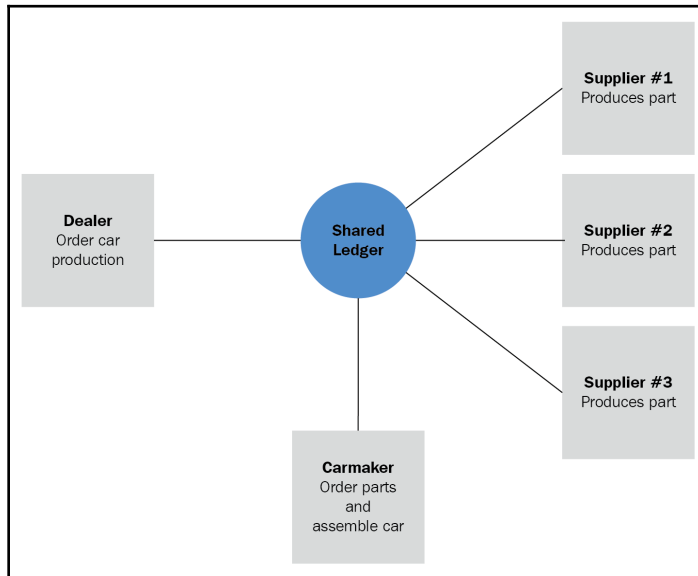 Supplier #1
Produces part
Dealer
Order car
production
Shared
Ledger
Supplier #2
Produces part
Supplier #3
Produces part
Carmaker
Order parts
and
assemble car